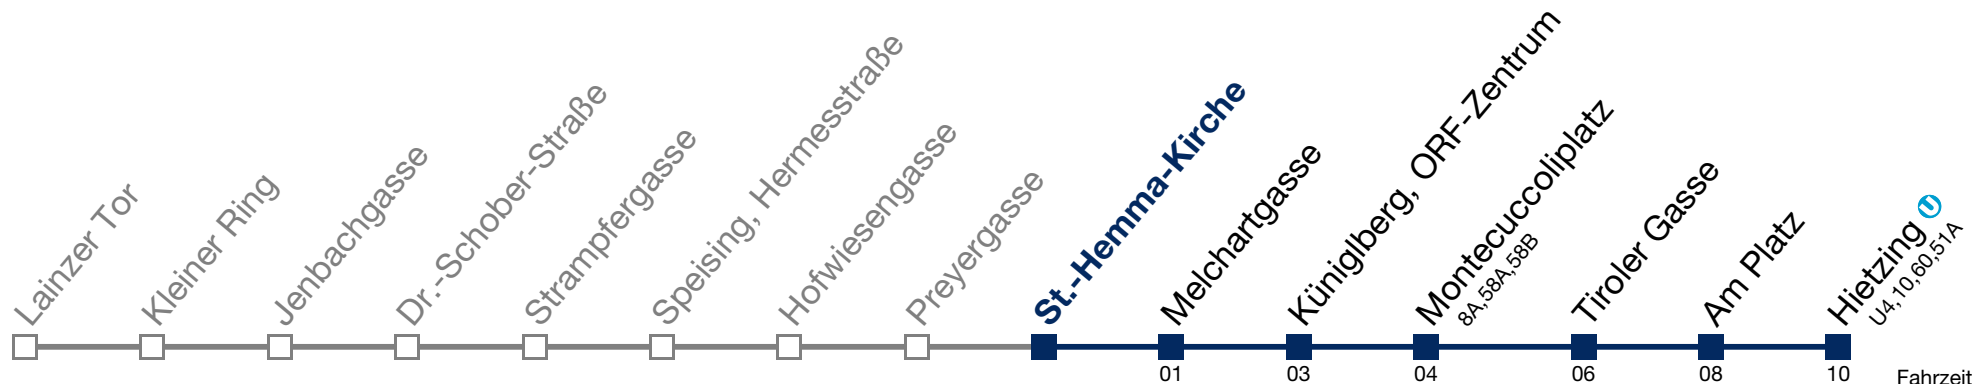 Lainzer Tor
Kleiner Ring
Jenbachgasse
Dr.-Schober-Straße
Strampfergasse
Speising, Hermesstraße
Hofwiesengasse
Preyergasse
St.-Hemma-Kirche
Melchartgasse
Küniglberg, ORF-Zentrum
Montecuccoliplatz
8A,58A,58B
Tiroler Gasse
Am Platz
Hietzing U
U4,10,60,51A
01 03 04 06 08 10 Fahrzeit